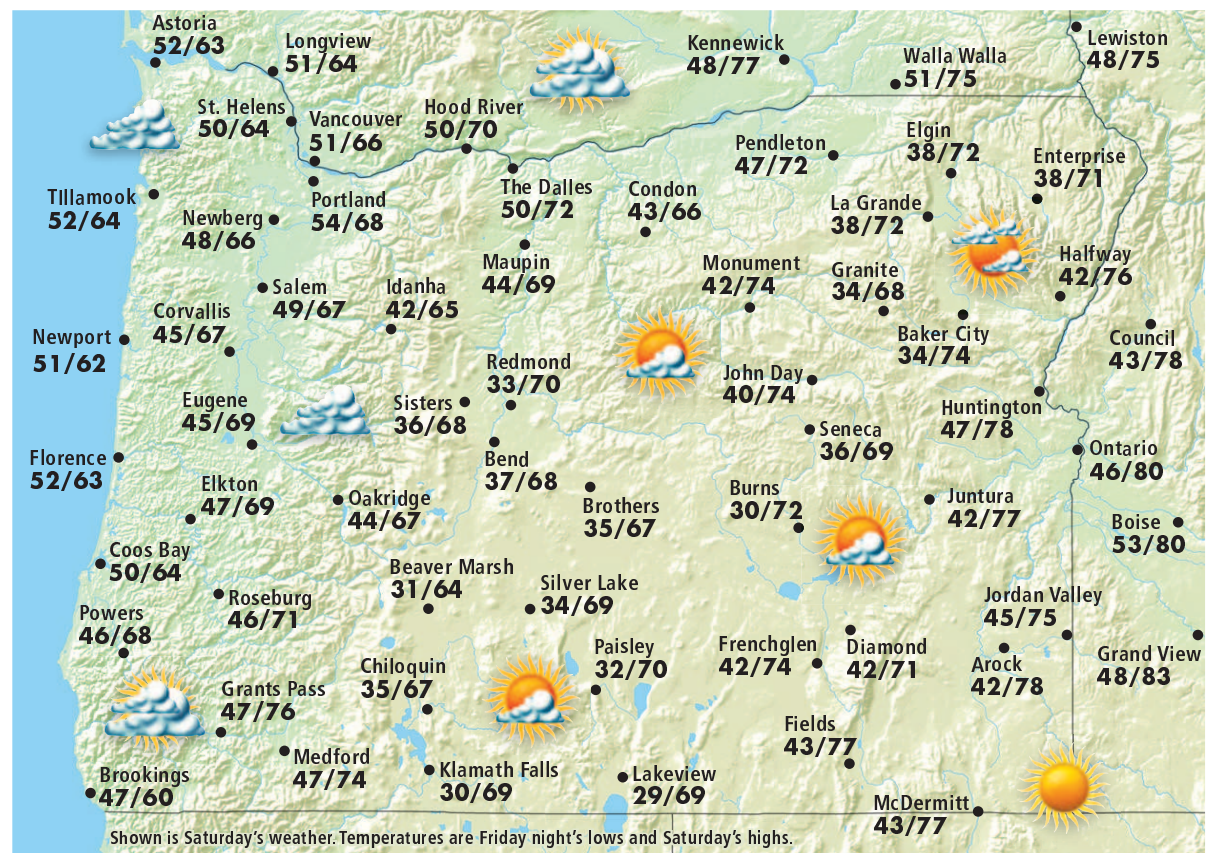 Astoria
52/63
Longview
51/64
Kennewick
48/77
Walla Walla
51/75
Lewiston
48/75
St. Helens
50/64
Vancouver
51/66
Hood River
50/70
Pendleton
47/72
Elgin
38/72
Enterprise
38/71
TIllamook
52/64
Newberg
48/66
Portland
54/68
The Dalles
50/72
Condon
43/66
La Grande
38/72
Maupin
44/69
Monument
42/74
Granite
34/68
Halfway
42/76
Salem
49/67
Idanha
42/65
Corvallis
45/67
Newport
51/62
Baker City
34/74
Council
43/78
Redmond
33/70
John Day
40/74
Eugene
45/69
Sisters
36/68
Huntington
47/78
Seneca
36/69
Ontario
46/80
Florence
52/63
Bend
37/68
Elkton
47/69
Oakridge
44/67
Brothers
35/67
Burns
30/72
Juntura
42/77
Boise
53/80
Coos Bay
50/64
Beaver Marsh
31/64
Silver Lake
34/69
Roseburg
46/71
Jordan Valley
45/75
Powers
46/68
Paisley
32/70
Frenchglen
42/74
Diamond
42/71
Arock
42/78
Grand View
48/83
Chiloquin
35/67
Grants Pass
47/76
Fields
43/77
Medford
47/74
Klamath Falls
30/69
Lakeview
29/69
Brookings
47/60
McDermitt
43/77
Shown is Saturday’s weather. Temperatures are Friday night’s lows and Saturday’s highs.